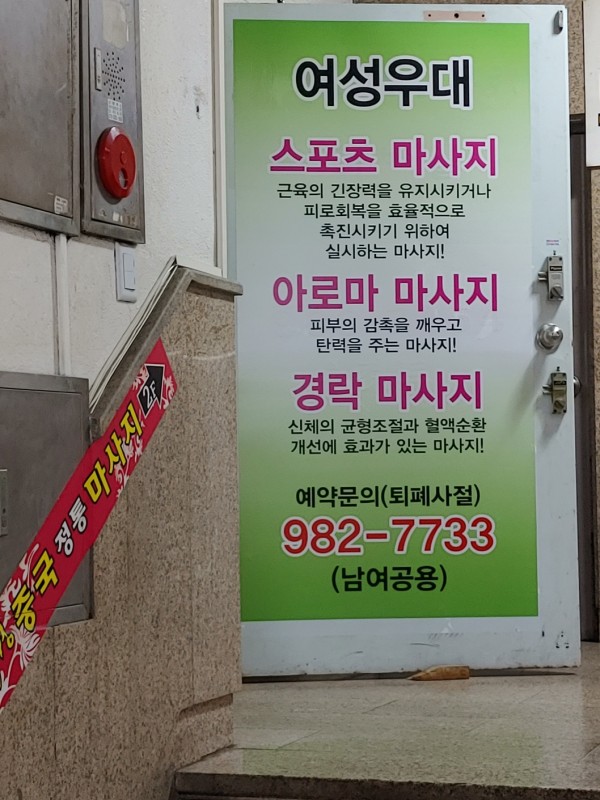 여성우대
스포츠 마사지
근육의 긴장력을 유지시키거나
피로회복을 효율적으로
촉진시키기 위하여
실시하는 마사지!
아로마 마사지
피부의 감촉을 깨우고
탄력을 주는 마사지!
경락 마사지
신체의 균형조절과 혈액순환
개선에 효과가 있는 마사지!
예약문의(퇴폐사절)
982-7733
(남여공용)
중국 정통 마사지 2F